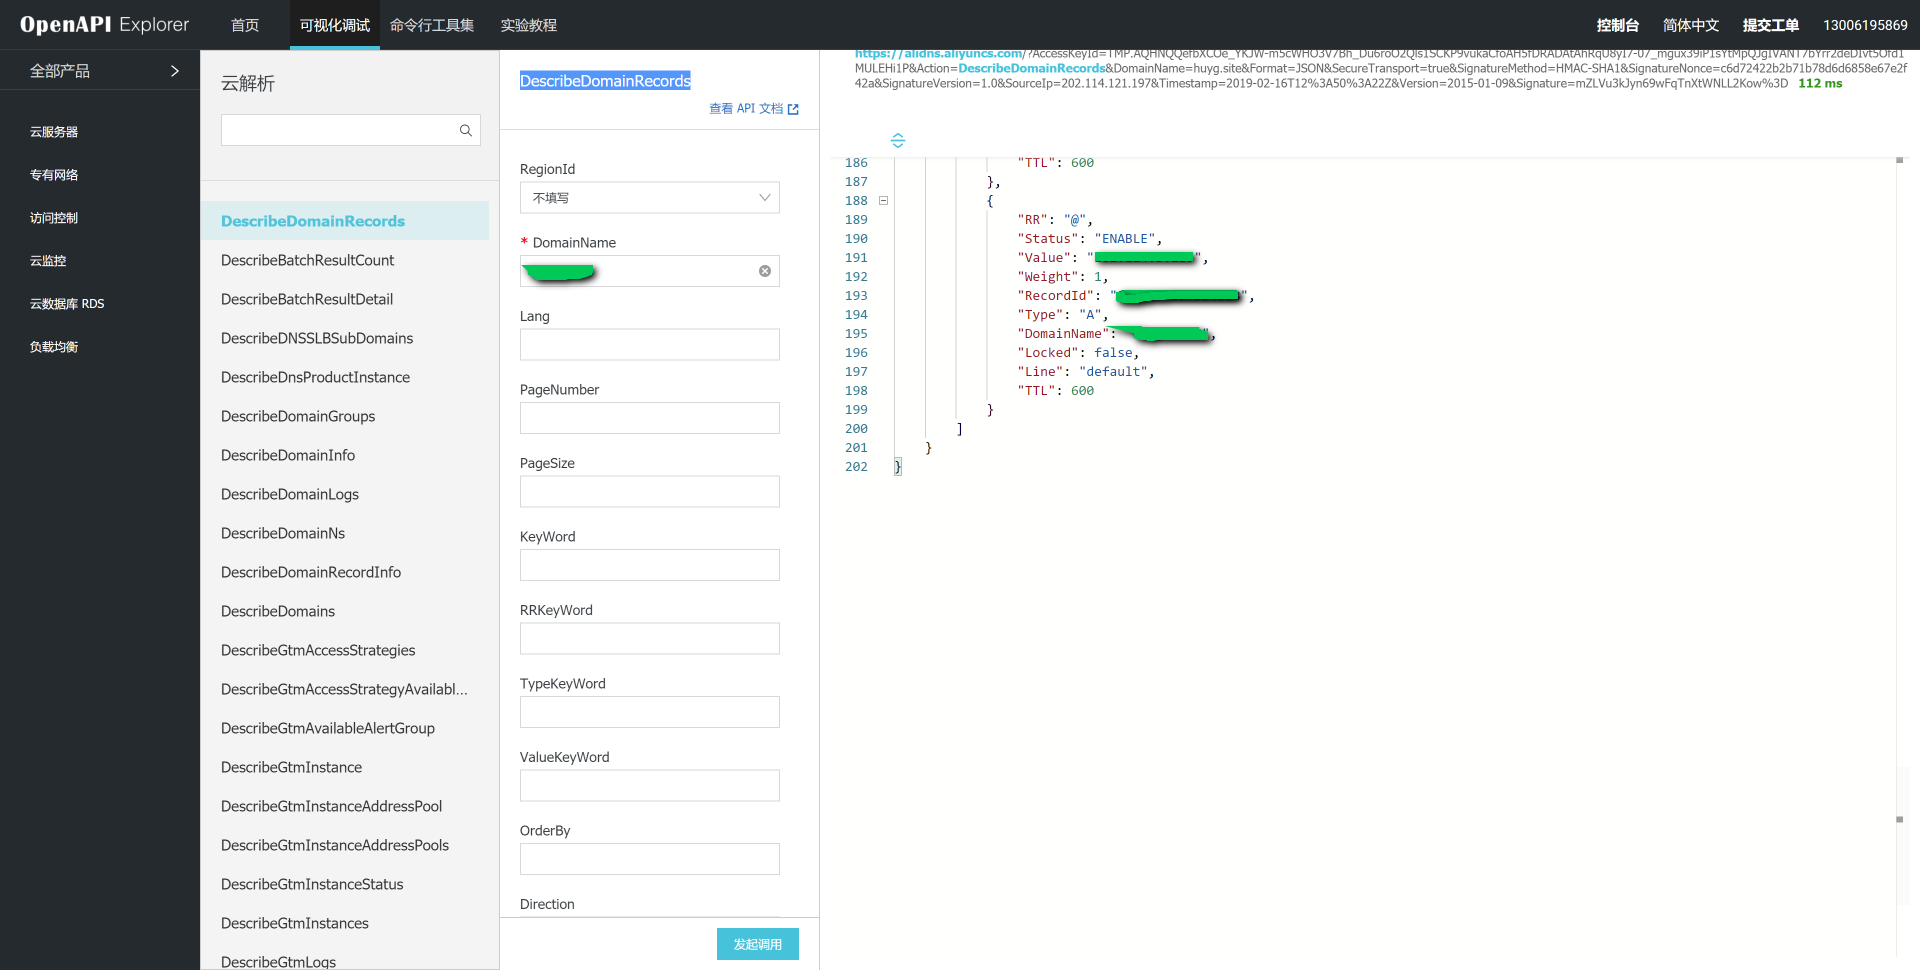 OpenAPI Explorer 首页 可视化调试 命令行工具集 实验教程 控制台 简体中文 提交工单 13006195869
全部产品
云服务器
专有网络
访问控制
云监控
云数据库 RDS
负载均衡
云解析
DescribeDomainRecords
DescribeBatchResultCount
DescribeBatchResultDetail
DescribeDNSSLBSubDomains
DescribeDnsProductInstance
DescribeDomainGroups
DescribeDomainInfo
DescribeDomainLogs
DescribeDomainNs
DescribeDomainRecordInfo
DescribeDomains
DescribeGtmAccessStrategies
DescribeGtmAccessStrategyAvailabl...
DescribeGtmAvailableAlertGroup
DescribeGtmInstance
DescribeGtmInstanceAddressPool
DescribeGtmInstanceAddressPools
DescribeGtmInstanceStatus
DescribeGtmInstances
DescribeGtmLogs
DescribeDomainRecords
查看 API 文档
RegionId
不填写
* DomainName
Lang
PageNumber
PageSize
KeyWord
RRKeyWord
TypeKeyWord
ValueKeyWord
OrderBy
Direction
发起调用
https://alidns.aliyuncs.com
MULEHi1P&Action=DescribeDomainRecords&DomainName=huyg.site&Format=JSON&SecureTransport=true&SignatureMethod=HMAC-SHA1&SignatureNonce=c6d72422b2b71b78d6d6858e67e2f
42a&SignatureVersion=1.0&SourceIp=202.114.121.197&Timestamp=2019-02-16T12%3A50%3A22Z&Version=2015-01-09&Signature=mZLVu3kJyn69wFqTnXtWNLL2Kow%3D 112 ms
186 "TTL": 600
187 },
188 {
189 "RR": "@",
190 "Status": "ENABLE",
191 "Value": "",
192 "Weight": 1,
193 "RecordId": "",
194 "Type": "A",
195 "DomainName": ",
196 "Locked": false,
197 "Line": "default",
198 "TTL": 600
199 }
200 ]
201 }
202 }